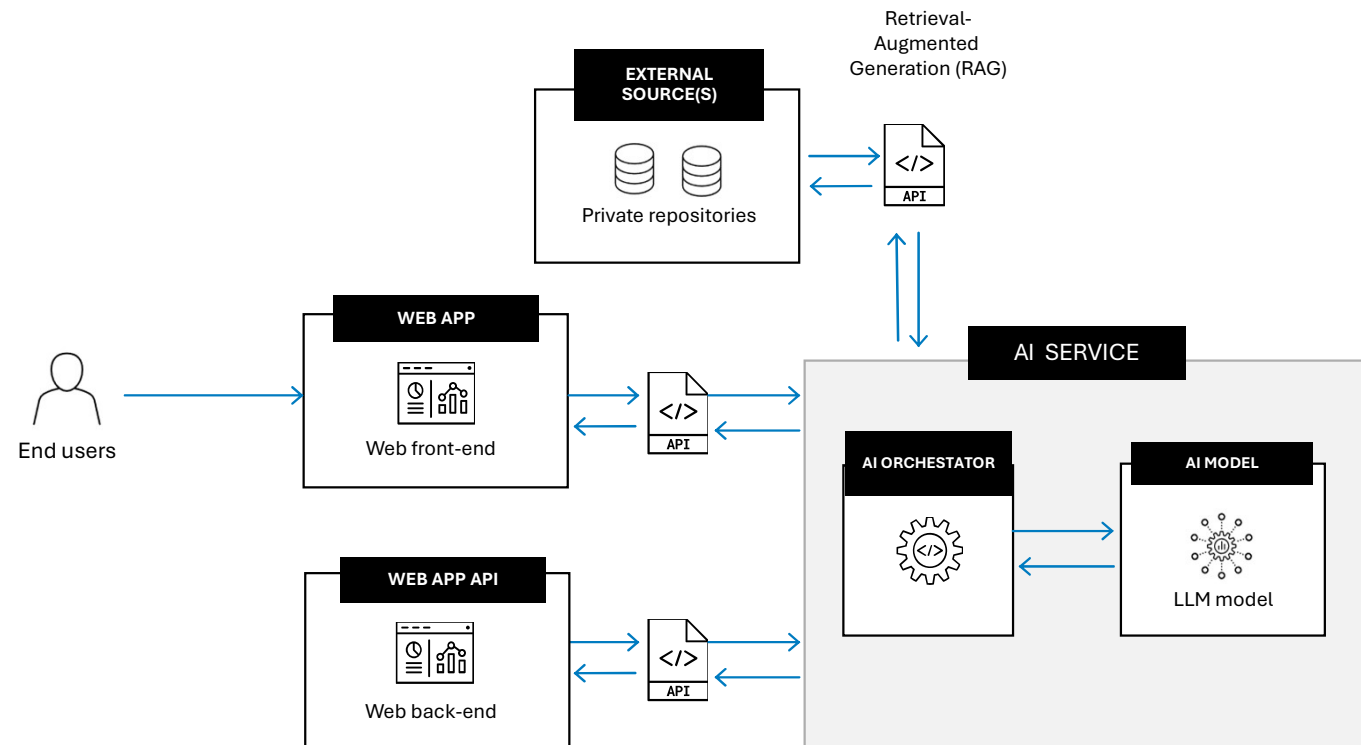 Retrieval-
Augmented
Generation (RAG)
EXTERNAL
SOURCE(S)
</>
API
Private repositories
WEB APP
AI SERVICE
</>
API
Web front-end
End users
AI ORCHESTATOR
AI MODEL
</>
LLM model
WEB APP API
</>
API
Web back-end